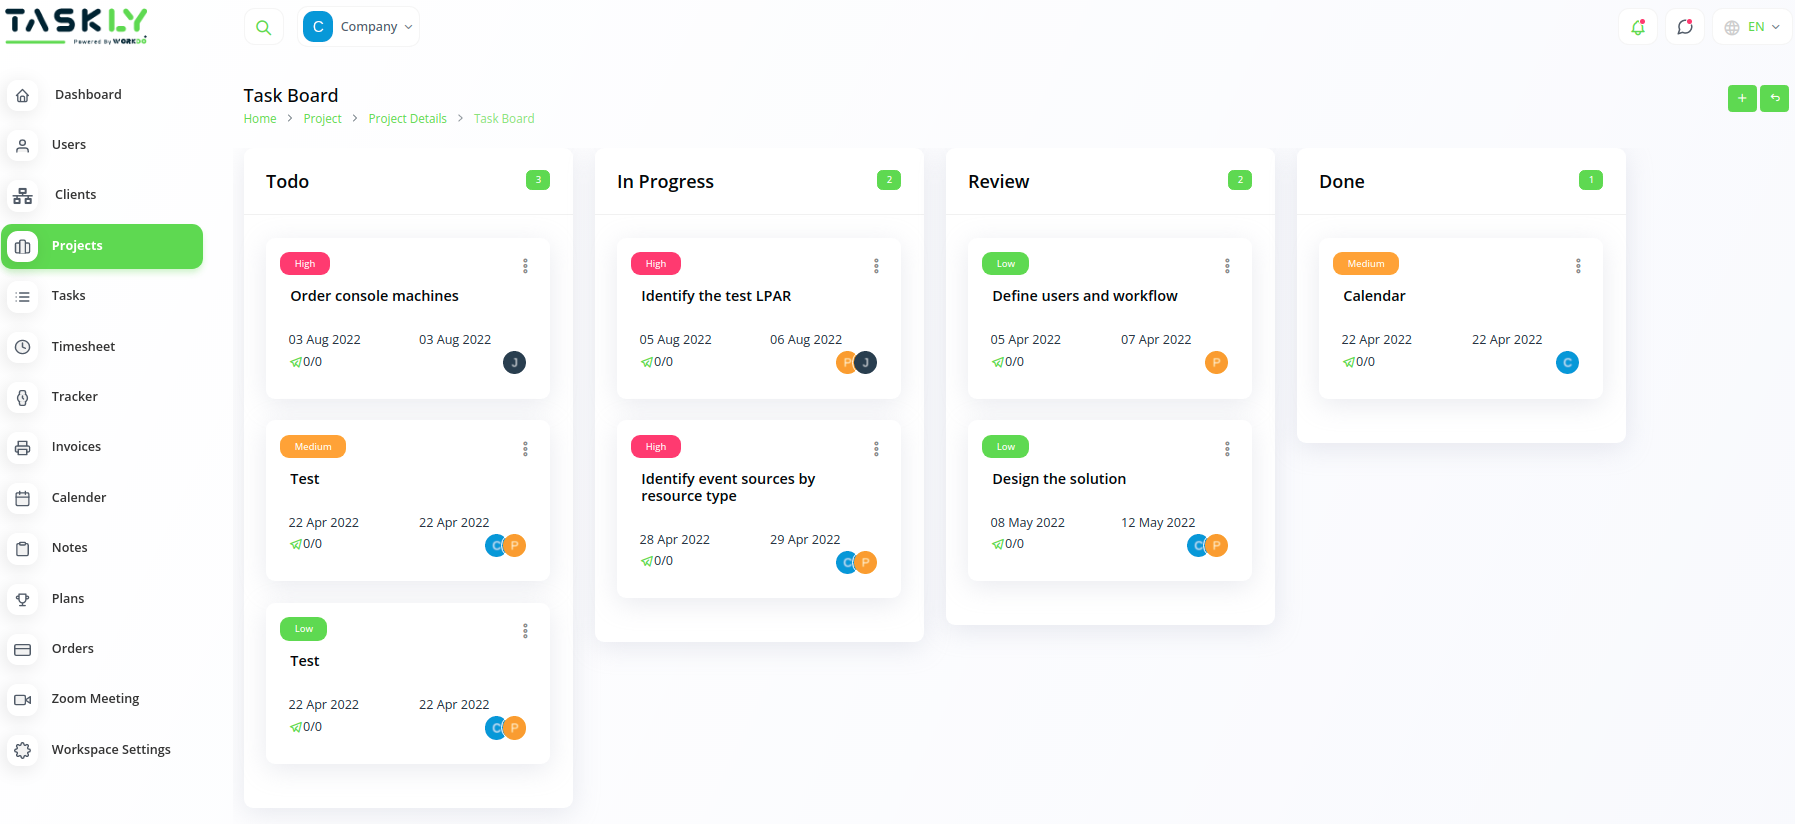 TASKLY
Powered By WORKDO
C Company
EN
Dashboard
Users
Clients
Projects
Tasks
Timesheet
Tracker
Invoices
Calender
Notes
Plans
Orders
Zoom Meeting
Workspace Settings
Task Board
Home > Project > Project Details > Task Board
+
Todo 3
High
Order console machines
03 Aug 2022 03 Aug 2022
0/0 J
Medium
Test
22 Apr 2022 22 Apr 2022
0/0 C P
Low
Test
22 Apr 2022 22 Apr 2022
0/0 C P
In Progress 2
High
Identify the test LPAR
05 Aug 2022 06 Aug 2022
0/0 P J
High
Identify event sources by
resource type
28 Apr 2022 29 Apr 2022
0/0 C P
Review 2
Low
Define users and workflow
05 Apr 2022 07 Apr 2022
0/0 P
Low
Design the solution
08 May 2022 12 May 2022
0/0 C P
Done 1
Medium
Calendar
22 Apr 2022 22 Apr 2022
0/0 C